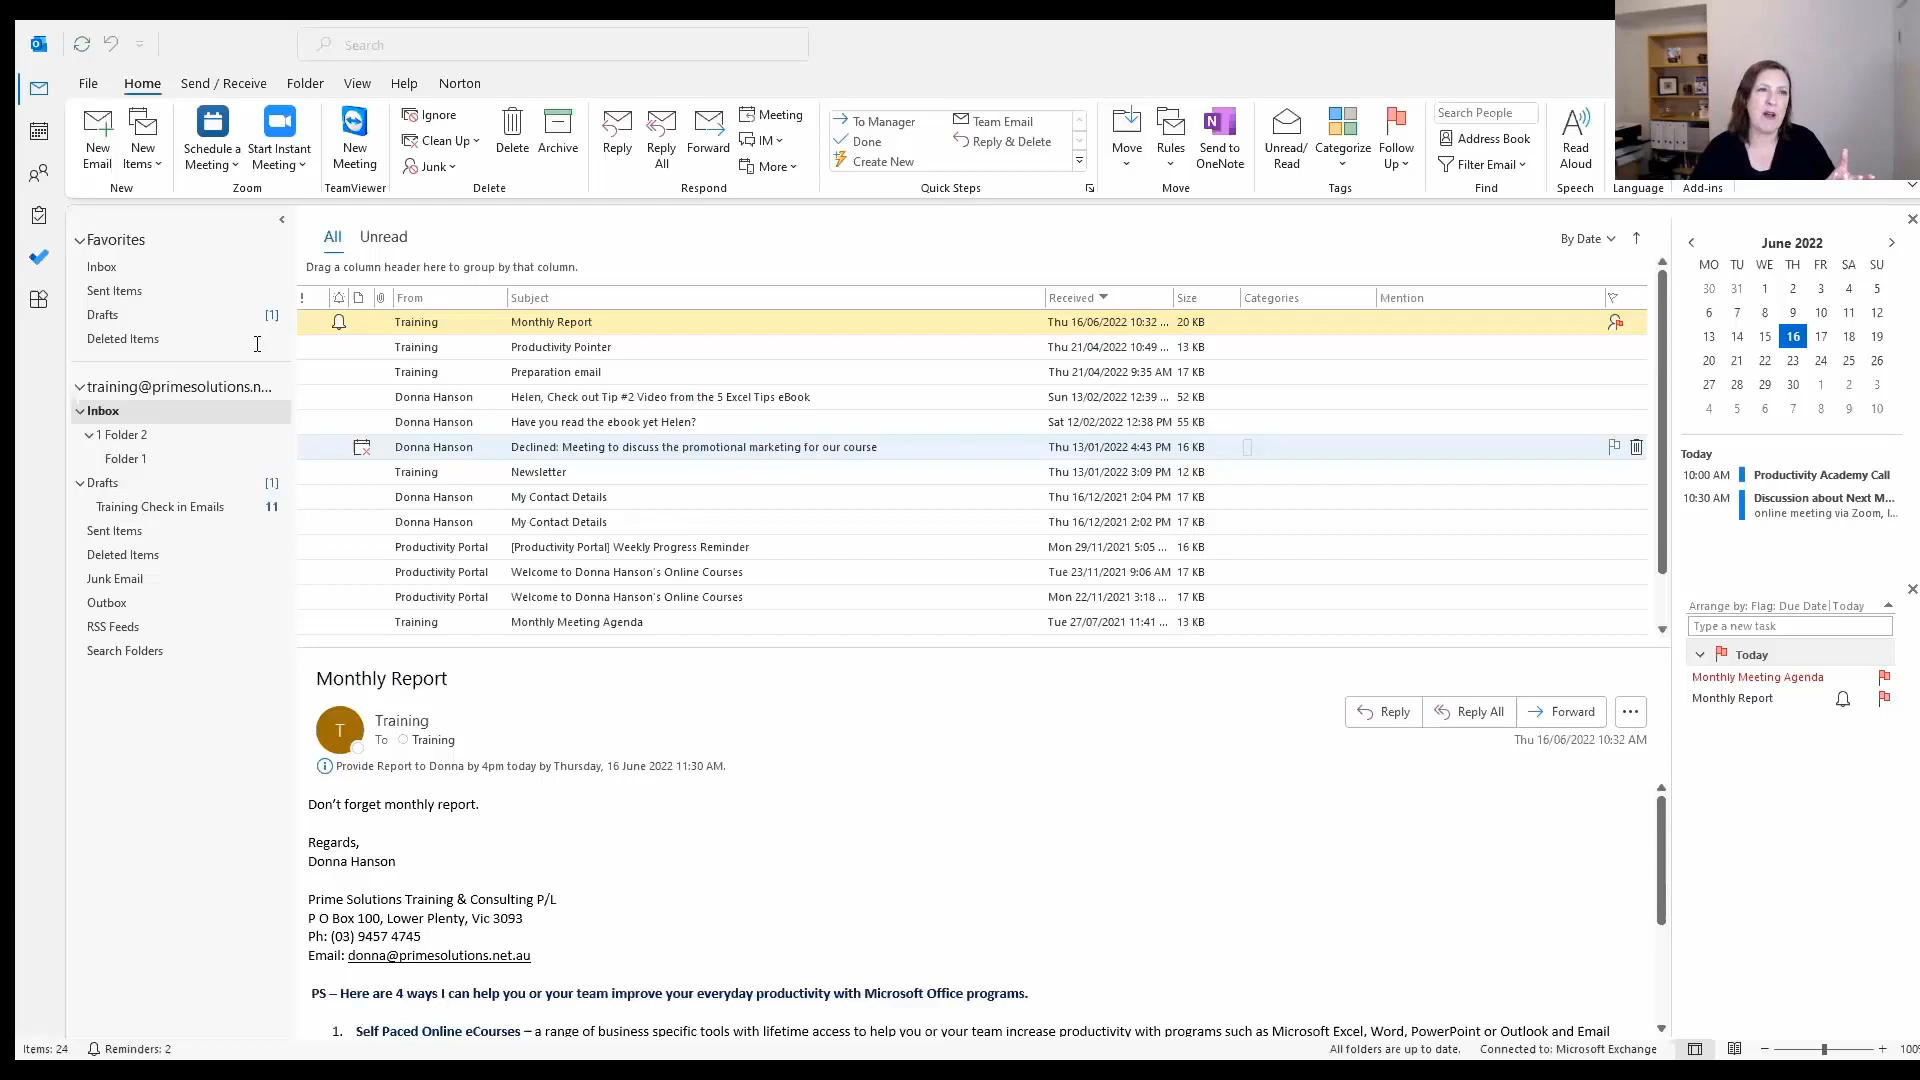 Search
File Home Send / Receive Folder View Help Norton
New Email
New Items
New
Schedule a Meeting
Start Instant Meeting
Zoom
New Meeting
TeamViewer
Ignore
Clean Up
Junk
Delete
Archive
Delete
Reply
Reply All
Forward
Meeting
IM
More
Respond
To Manager
Team Email
Done
Reply & Delete
Create New
Quick Steps
Move
Rules
Send to OneNote
Move
Unread/ Read
Categorize
Follow Up
Tags
Search People
Address Book
Filter Email
Find
Read Aloud
Speech
Language
Add-ins
Favorites
Inbox
Sent Items
Drafts [1]
Deleted Items
training@primesolutions.n...
Inbox
1 Folder 2
Folder 1
Drafts [1]
Training Check in Emails 11
Sent Items
Deleted Items
Junk Email
Outbox
RSS Feeds
Search Folders
All Unread
By Date
Drag a column header here to group by that column.
! From Subject Received Size Categories Mention
Training Monthly Report Thu 16/06/2022 10:32 ... 20 KB
Training Productivity Pointer Thu 21/04/2022 10:49 ... 13 KB
Training Preparation email Thu 21/04/2022 9:35 AM 17 KB
Donna Hanson Helen, Check out Tip #2 Video from the 5 Excel Tips eBook Sun 13/02/2022 12:39 ... 52 KB
Donna Hanson Have you read the ebook yet Helen? Sat 12/02/2022 12:38 PM 55 KB
Donna Hanson Declined: Meeting to discuss the promotional marketing for our course Thu 13/01/2022 4:43 PM 16 KB
Training Newsletter Thu 13/01/2022 3:09 PM 12 KB
Donna Hanson My Contact Details Thu 16/12/2021 2:04 PM 17 KB
Donna Hanson My Contact Details Thu 16/12/2021 2:02 PM 17 KB
Productivity Portal [Productivity Portal] Weekly Progress Reminder Mon 29/11/2021 5:05 ... 16 KB
Productivity Portal Welcome to Donna Hanson's Online Courses Tue 23/11/2021 9:06 AM 17 KB
Productivity Portal Welcome to Donna Hanson's Online Courses Mon 22/11/2021 3:18 ... 17 KB
Training Monthly Meeting Agenda Tue 27/07/2021 11:41 ... 13 KB
Monthly Report
T
Training
To Training
Reply Reply All Forward
Thu 16/06/2022 10:32 AM
Provide Report to Donna by 4pm today by Thursday, 16 June 2022 11:30 AM.
Don't forget monthly report.
Regards,
Donna Hanson
Prime Solutions Training & Consulting P/L
P O Box 100, Lower Plenty, Vic 3093
Ph: (03) 9457 4745
Email: donna@primesolutions.net.au
PS – Here are 4 ways I can help you or your team improve your everyday productivity with Microsoft Office programs.
1. Self Paced Online eCourses – a range of business specific tools with lifetime access to help you or your team increase productivity with programs such as Microsoft Excel, Word, PowerPoint or Outlook and Email
June 2022
MO TU WE TH FR SA SU
30 31 1 2 3 4 5
6 7 8 9 10 11 12
13 14 15 16 17 18 19
20 21 22 23 24 25 26
27 28 29 30 1 2 3
4 5 6 7 8 9 10
Today
10:00 AM Productivity Academy Call
10:30 AM Discussion about Next M...
online meeting via Zoom, I...
Arrange by: Flag: Due Date Today
Type a new task
Today
Monthly Meeting Agenda
Monthly Report
Items: 24 Reminders: 2 All folders are up to date. Connected to: Microsoft Exchange 100